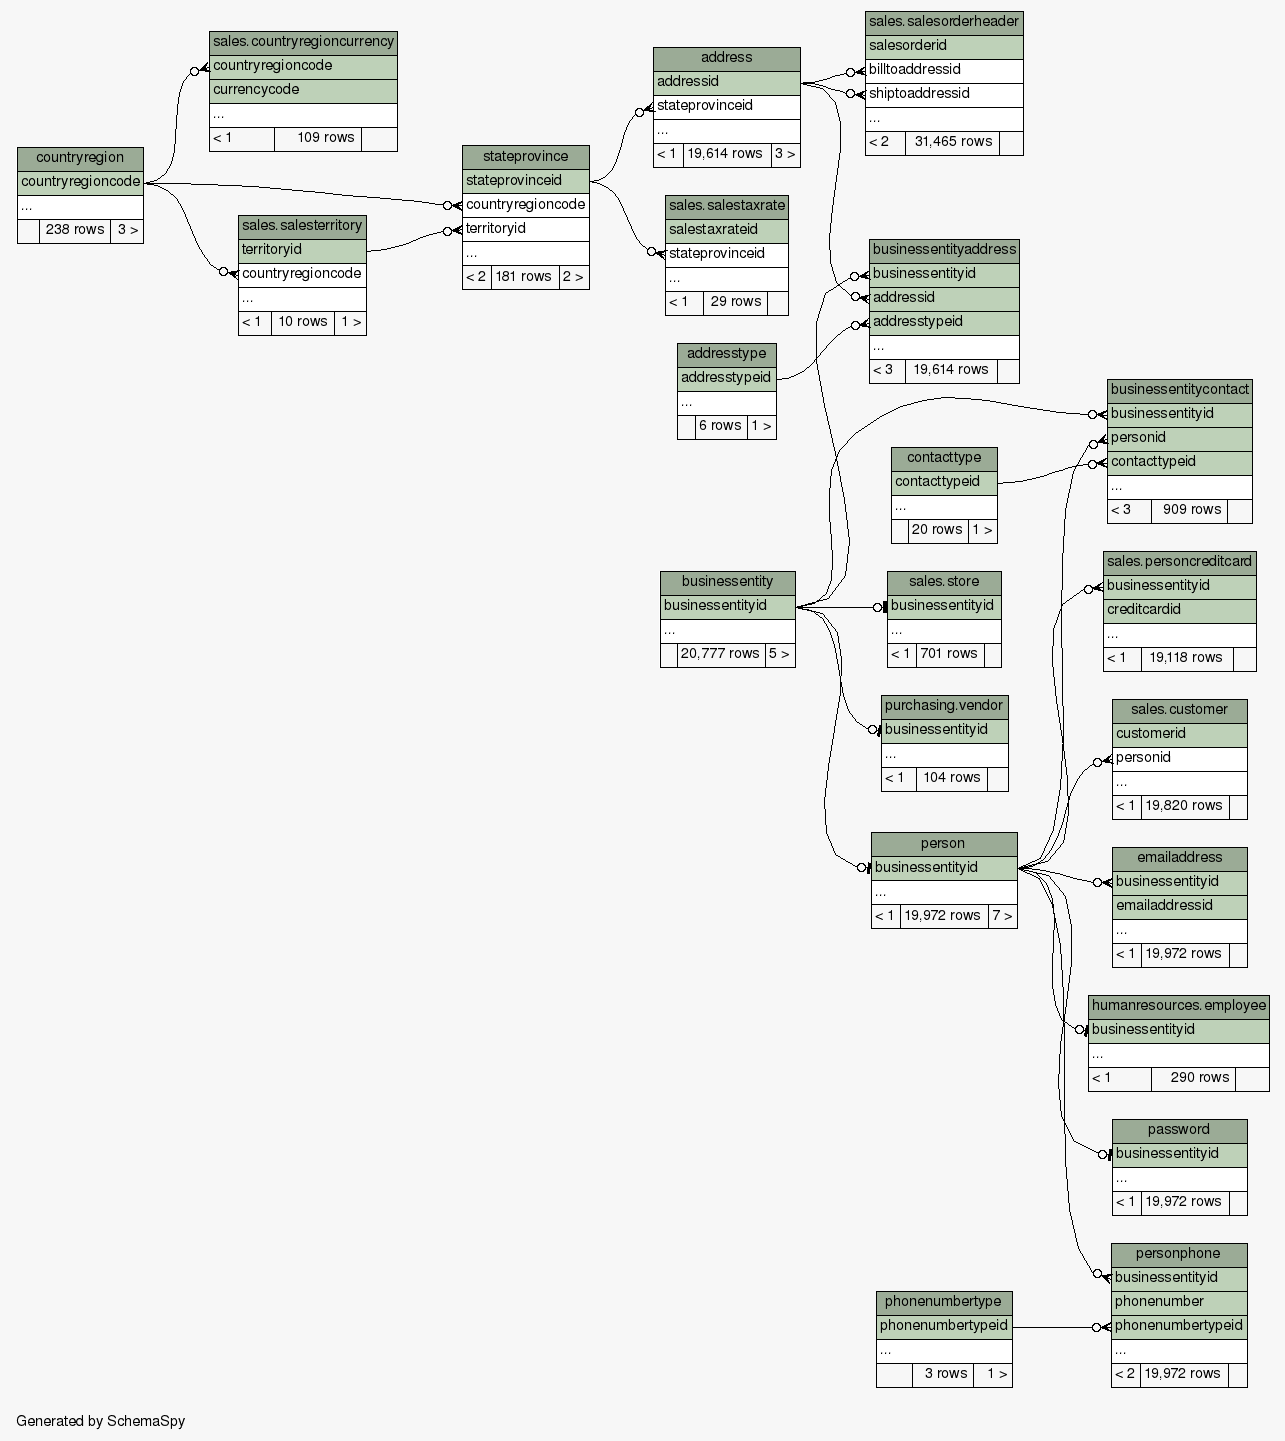 sales.countryregioncurrency
countryregioncode
currencycode
...
< 1 109 rows
countryregion
countryregioncode
...
238 rows 3 >
sales.salesterritory
territoryid
countryregioncode
...
< 1 10 rows 1 >
stateprovince
stateprovinceid
countryregioncode
territoryid
...
< 2 181 rows 2 >
address
addressid
stateprovinceid
...
< 1 19,614 rows 3 >
sales.salestaxrate
salestaxrateid
stateprovinceid
...
< 1 29 rows
addresstype
addresstypeid
...
6 rows 1 >
sales.salesorderheader
salesorderid
billtoaddressid
shiptoaddressid
...
< 2 31,465 rows
businessentityaddress
businessentityid
addressid
addresstypeid
...
< 3 19,614 rows
contacttype
contacttypeid
...
20 rows 1 >
businessentitycontact
businessentityid
personid
contacttypeid
...
< 3 909 rows
businessentity
businessentityid
...
20,777 rows 5 >
sales.store
businessentityid
...
< 1 701 rows
purchasing.vendor
businessentityid
...
< 1 104 rows
person
businessentityid
...
< 1 19,972 rows 7 >
sales.personcreditcard
businessentityid
creditcardid
...
< 1 19,118 rows
sales.customer
customerid
personid
...
< 1 19,820 rows
emailaddress
businessentityid
emailaddressid
...
< 1 19,972 rows
humanresources.employee
businessentityid
...
< 1 290 rows
password
businessentityid
...
< 1 19,972 rows
personphone
businessentityid
phonenumber
phonenumbertypeid
...
< 2 19,972 rows
phonenumbertype
phonenumbertypeid
...
3 rows 1 >
Generated by SchemaSpy